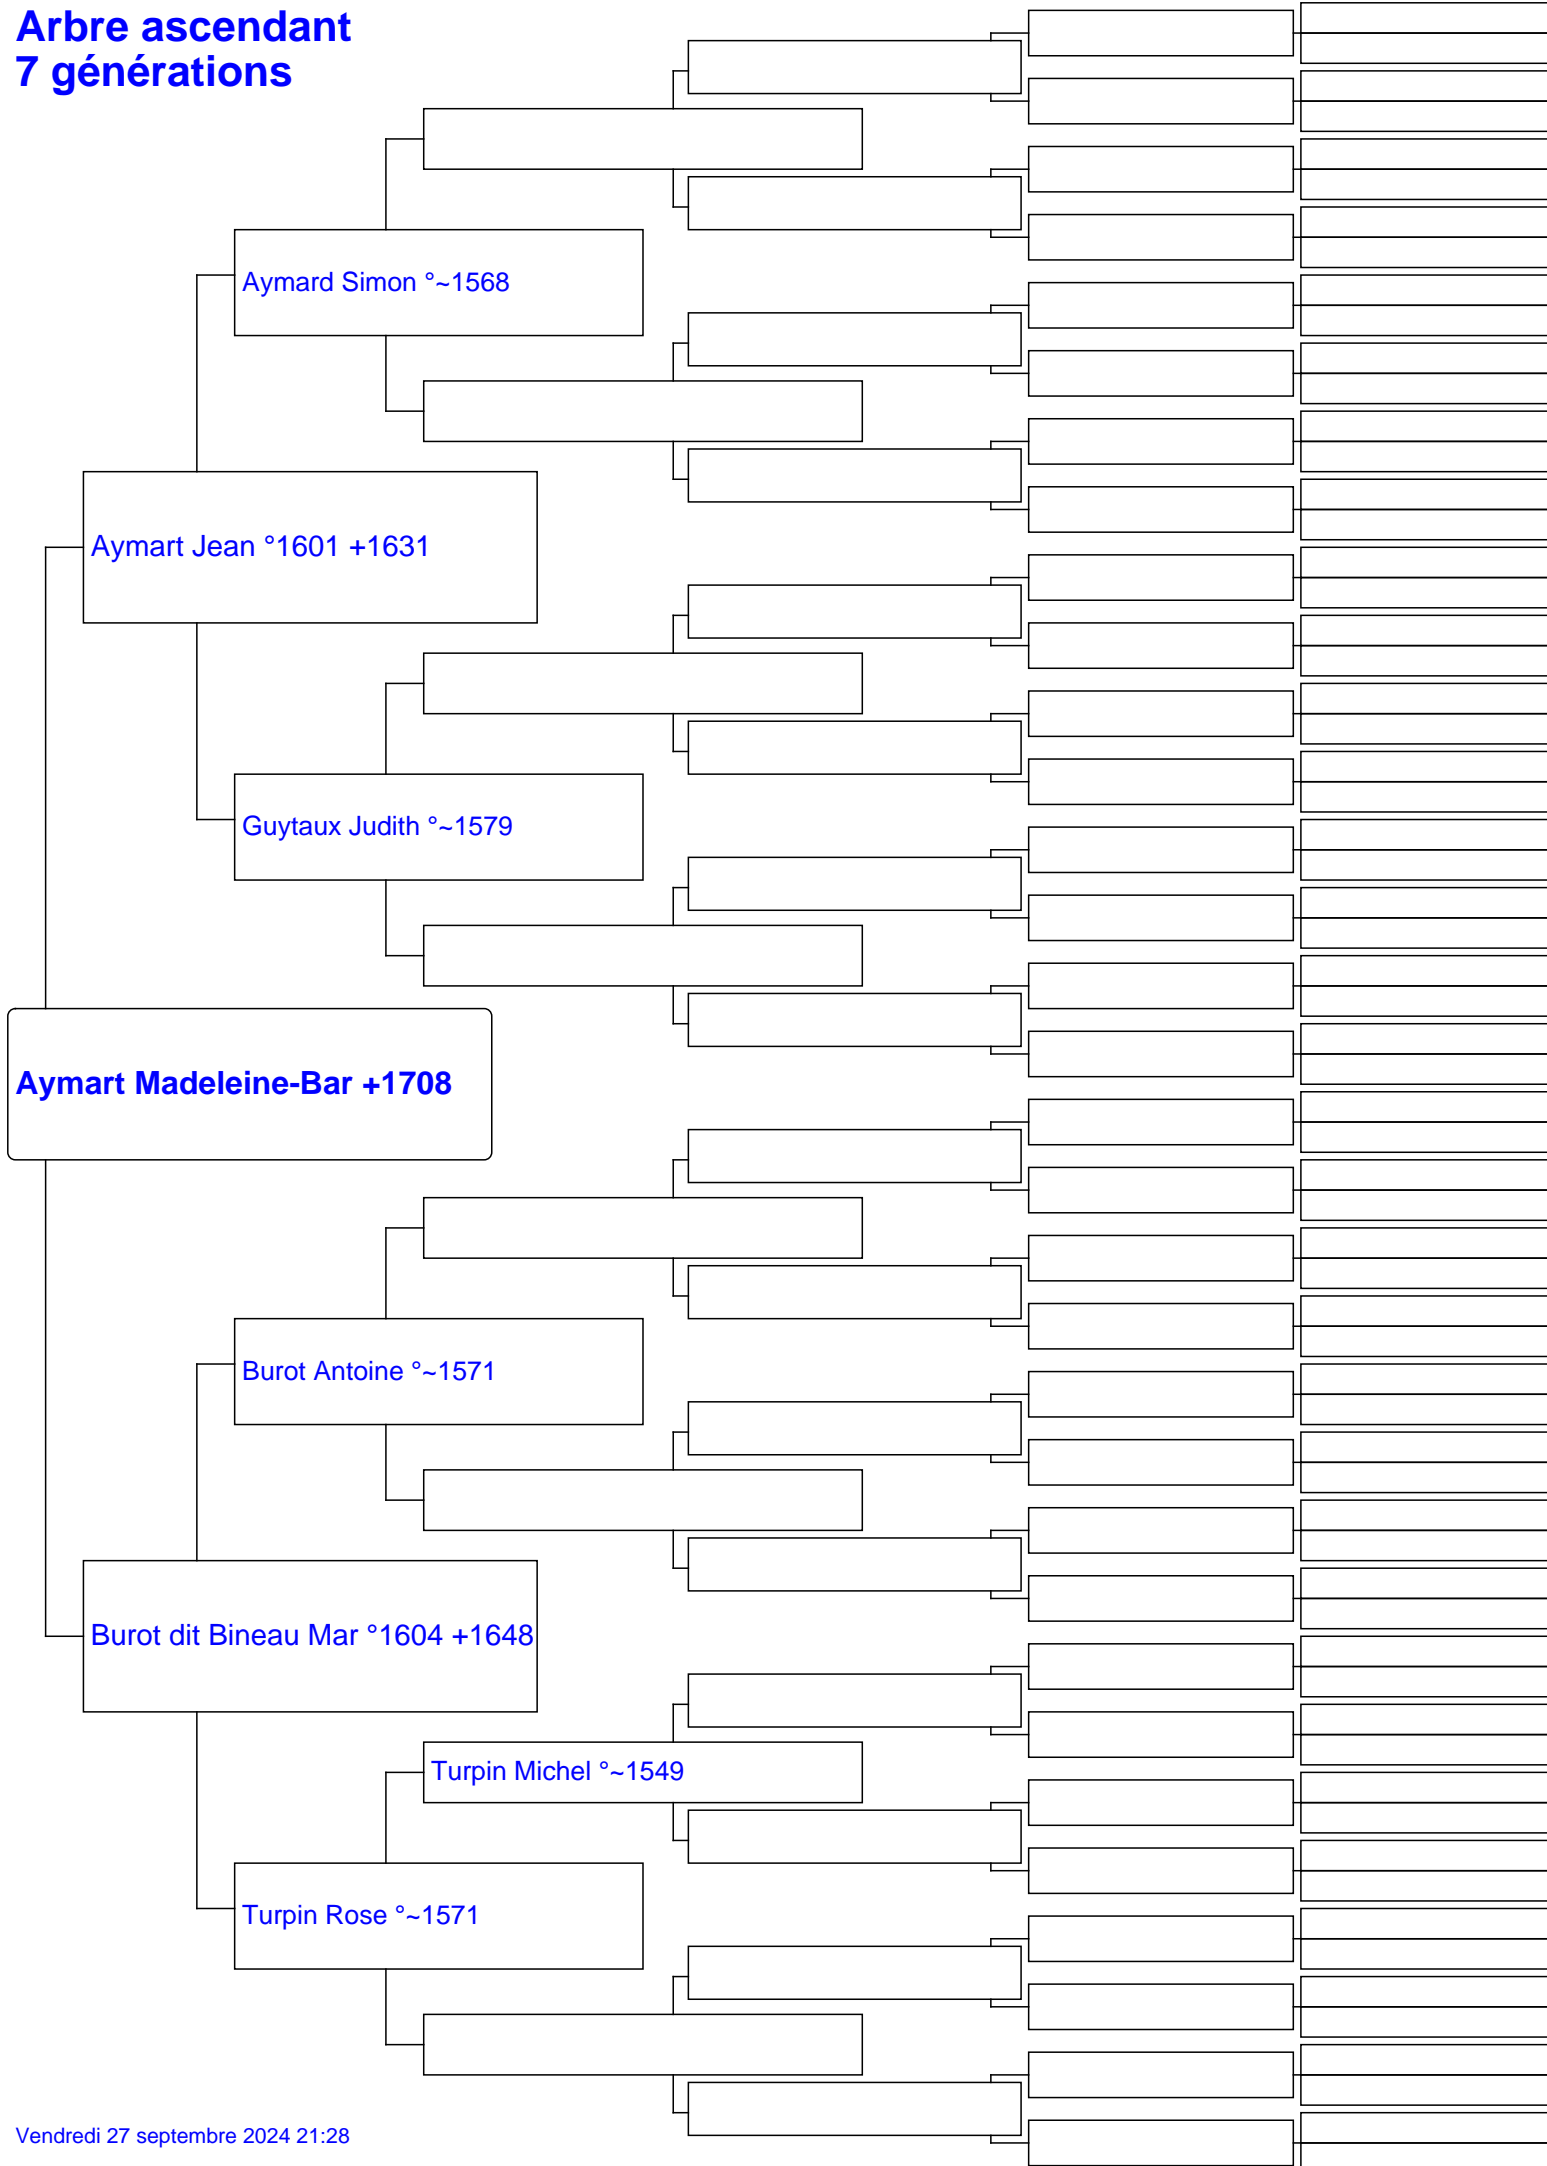 Arbre ascendant
7 générations
Aymard Simon °~1568
Aymart Jean °1601 +1631
Guytaux Judith °~1579
Aymart Madeleine-Bar +1708
Burot Antoine °~1571
Burot dit Bineau Mar °1604 +1648
Turpin Michel °~1549
Turpin Rose °~1571
Vendredi 27 septembre 2024 21:28